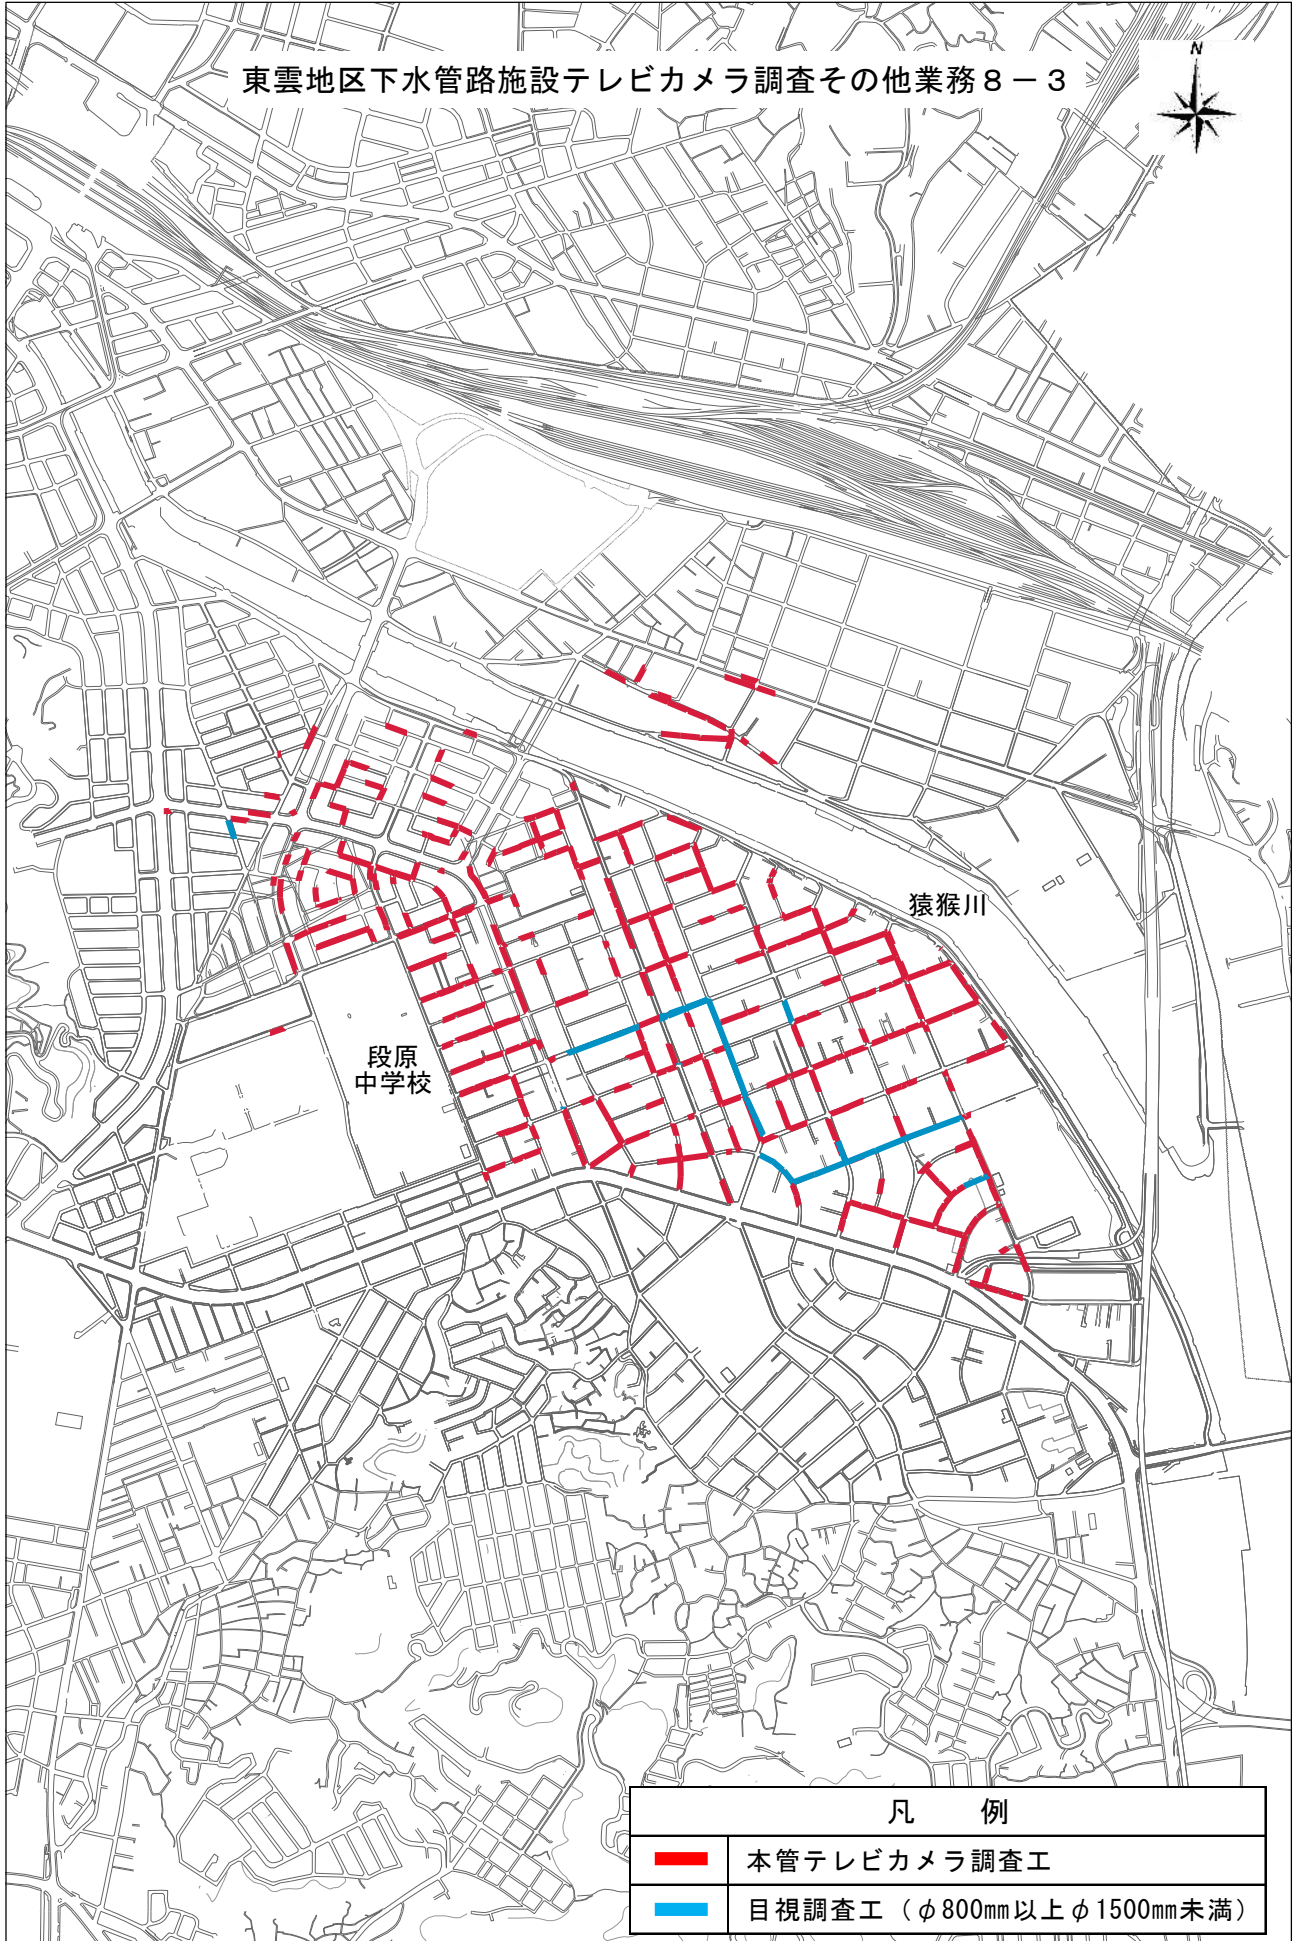 東雲地区下水管路施設テレビカメラ調査その他業務８－３
N
猿猴川
段原
中学校
凡　例
本管テレビカメラ調査工
目視調査工（φ800㎜以上φ1500㎜未満）